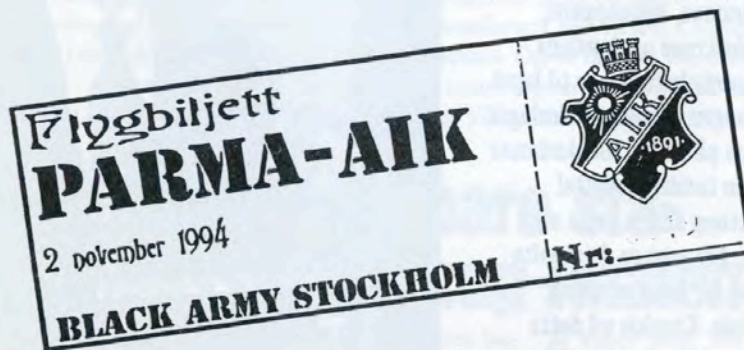 Flygbiljett
PARMA-AIK
2 november 1994
BLACK ARMY STOCKHOLM
A.I.K.
·1891·
Nr: